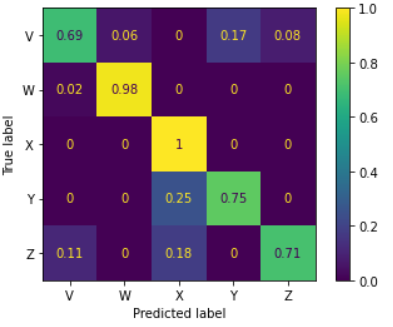 V 0.69 0.06 0 0.17 0.08
W 0.02 0.98 0 0 0
X 0 0 1 0 0
Y 0 0 0.25 0.75 0
Z 0.11 0 0.18 0 0.71
V W X Y Z
Predicted label
True label
1.0
0.8
0.6
0.4
0.2
0.0